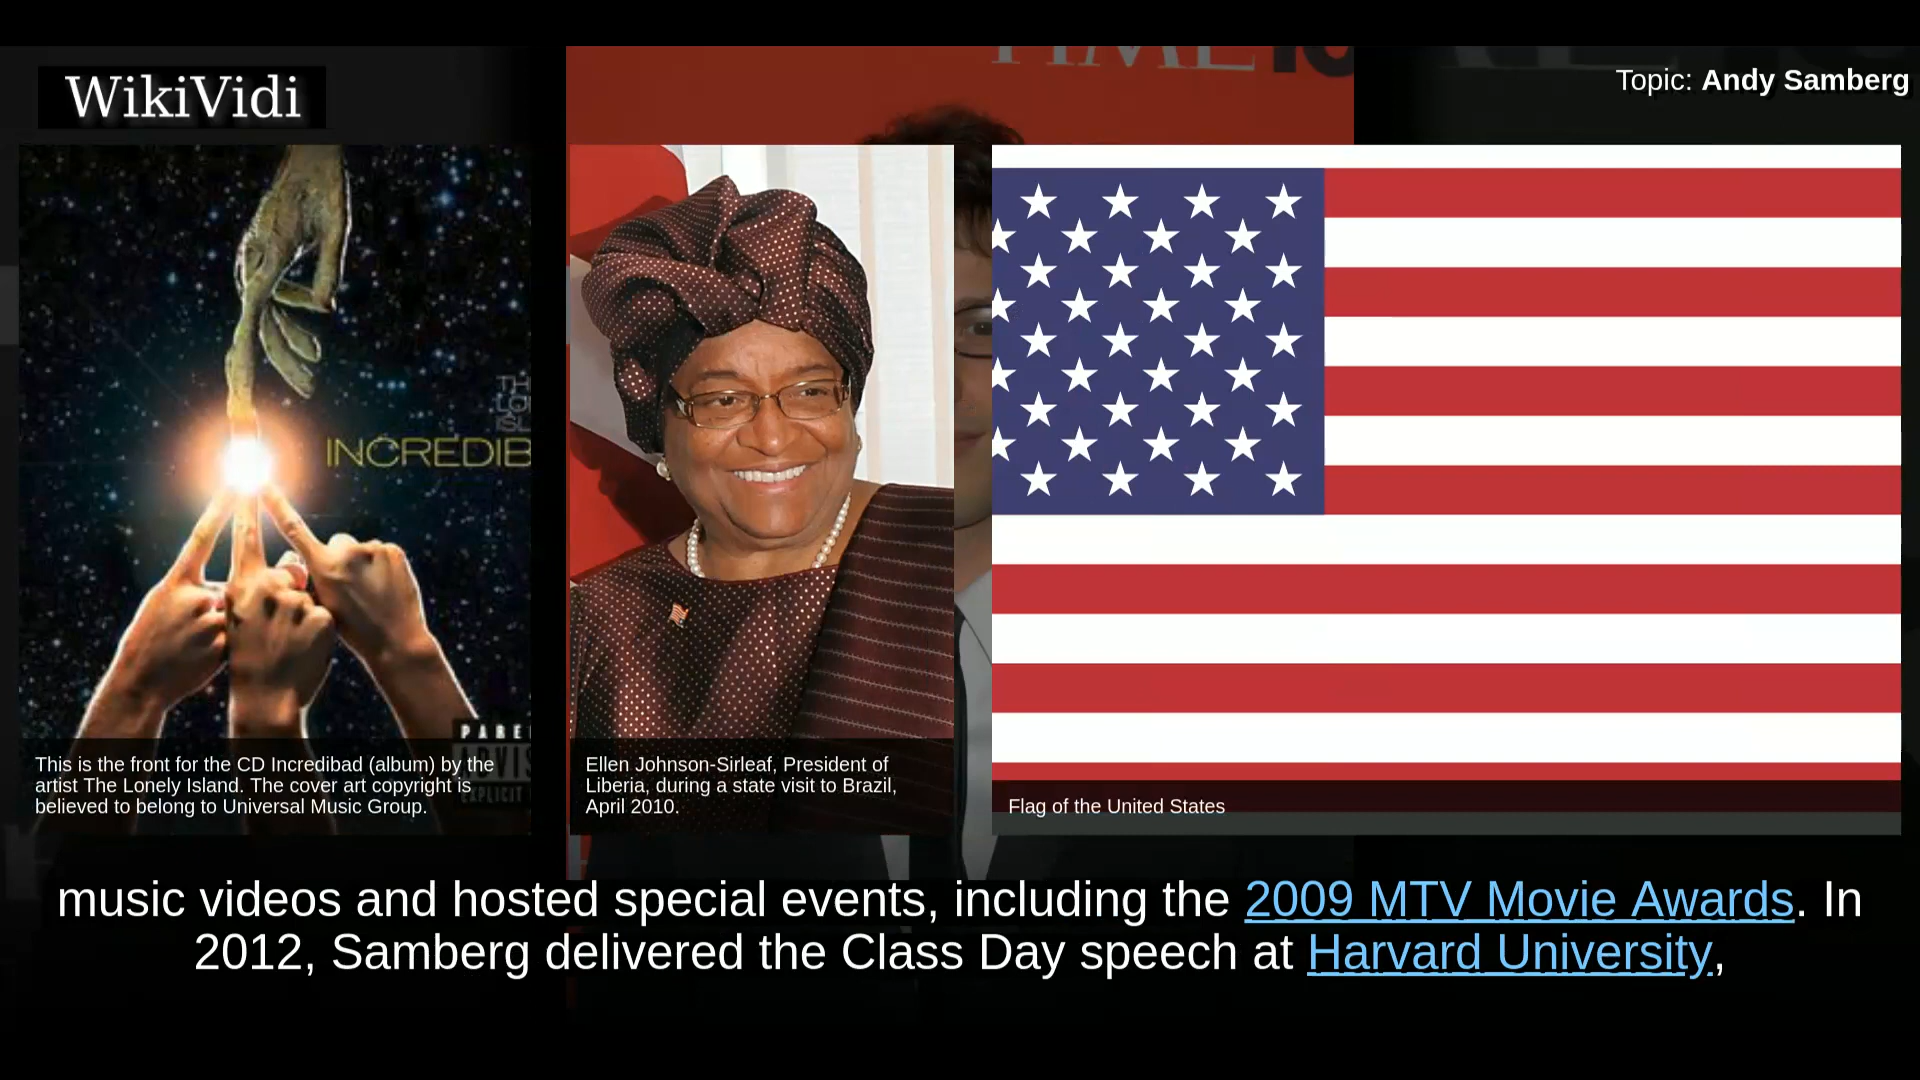 WikiVidi
Topic: Andy Samberg
INCREDIB
This is the front for the CD Incredibad (album) by the
artist The Lonely Island. The cover art copyright is
believed to belong to Universal Music Group.
Ellen Johnson-Sirleaf, President of
Liberia, during a state visit to Brazil,
April 2010.
Flag of the United States
music videos and hosted special events, including the 2009 MTV Movie Awards. In
2012, Samberg delivered the Class Day speech at Harvard University,